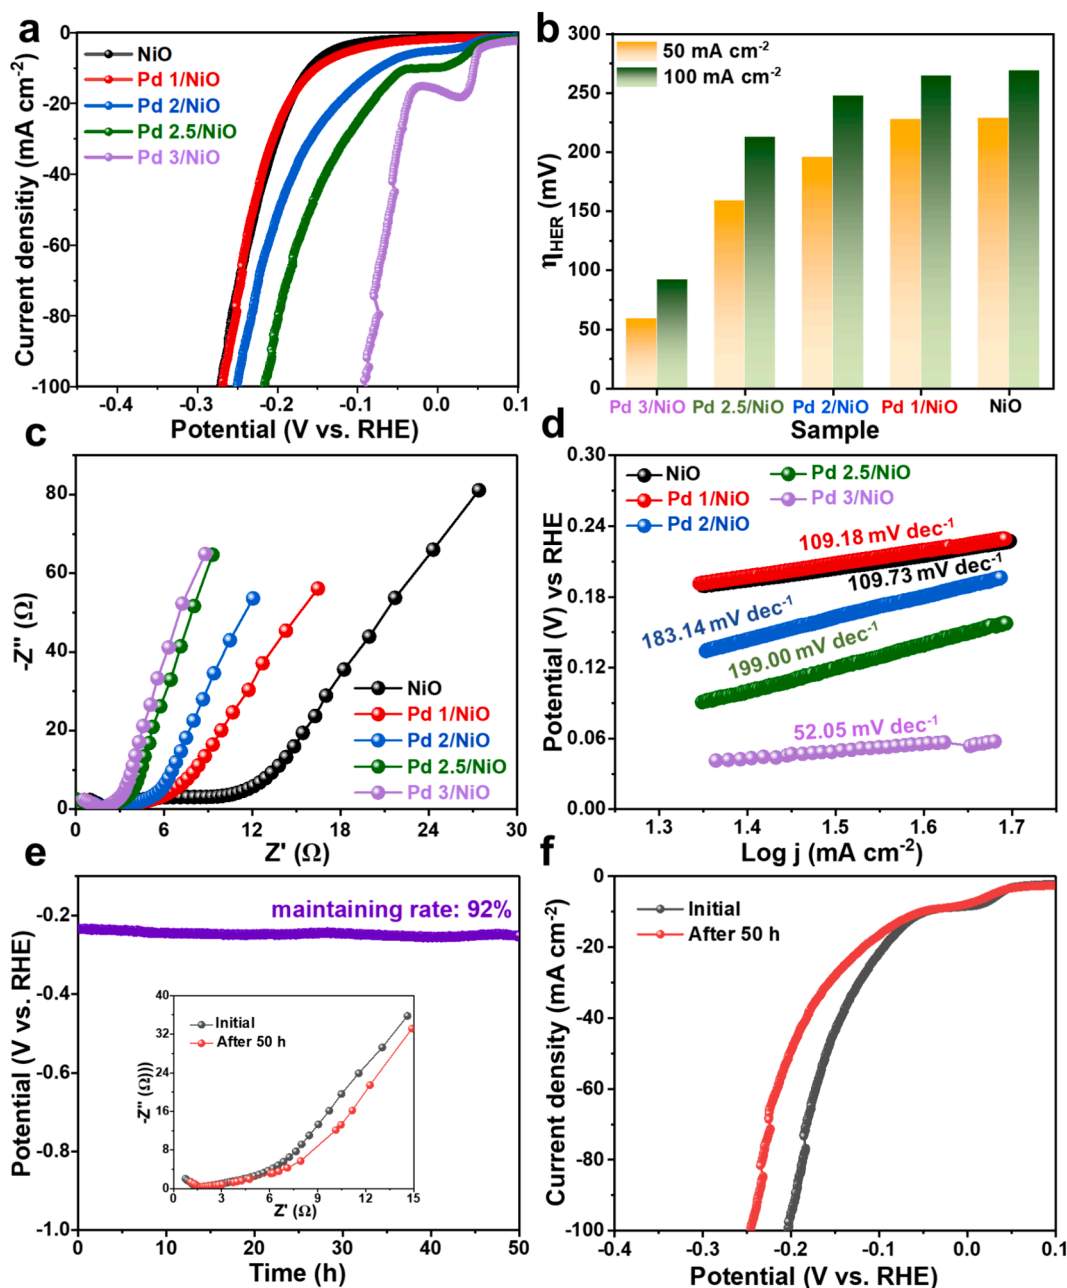 a
NiO
Pd 1/NiO
Pd 2/NiO
Pd 2.5/NiO
Pd 3/NiO
0
-20
-40
-60
-80
-100
-0.4
-0.3
-0.2
-0.1
0.0
0.1
Current densitiy (mA cm⁻²)
Potential (V vs. RHE)
b
50 mA cm⁻²
100 mA cm⁻²
300
250
200
150
100
50
0
ηHER (mV)
Pd 3/NiO
Pd 2.5/NiO
Pd 2/NiO
Pd 1/NiO
NiO
Sample
c
80
60
40
20
0
0
6
12
18
24
30
-Z'' (Ω)
Z' (Ω)
NiO
Pd 1/NiO
Pd 2/NiO
Pd 2.5/NiO
Pd 3/NiO
d
NiO
Pd 1/NiO
Pd 2/NiO
Pd 2.5/NiO
Pd 3/NiO
0.30
0.24
0.18
0.12
0.06
0.00
1.3
1.4
1.5
1.6
1.7
Potential (V) vs RHE
Log j (mA cm⁻²)
109.18 mV dec⁻¹
109.73 mV dec⁻¹
183.14 mV dec⁻¹
199.00 mV dec⁻¹
52.05 mV dec⁻¹
e
maintaining rate: 92%
-0.2
-0.4
-0.6
-0.8
-1.0
0
10
20
30
40
50
Potential (V vs. RHE)
Time (h)
Initial
After 50 h
36
24
12
0
0
3
6
9
12
15
-Z'' (Ω)))
Z' (Ω)
f
Initial
After 50 h
0
-20
-40
-60
-80
-100
-0.4
-0.3
-0.2
-0.1
0.0
0.1
Current density (mA cm⁻²)
Potential (V vs. RHE)